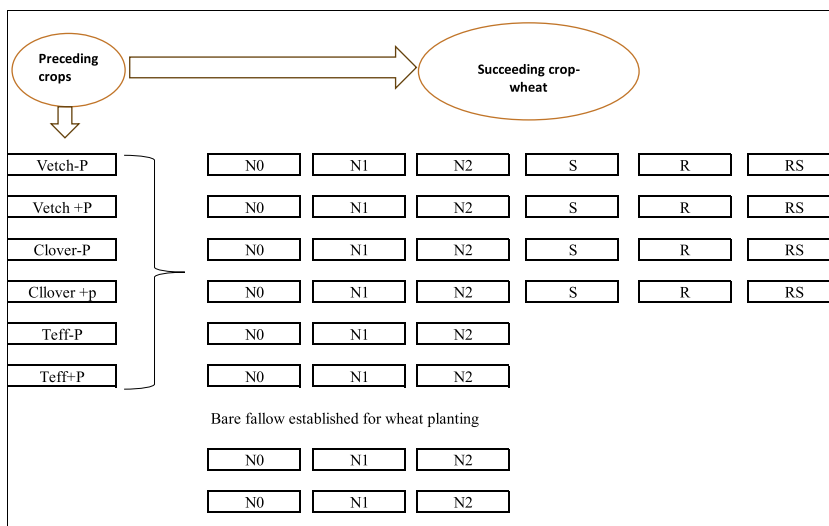 Preceding
crops
Succeeding crop-
wheat
Vetch-P N0 N1 N2 S R RS
Vetch +P N0 N1 N2 S R RS
Clover-P N0 N1 N2 S R RS
Cllover +p N0 N1 N2 S R RS
Teff-P N0 N1 N2
Teff+P N0 N1 N2
Bare fallow established for wheat planting
N0 N1 N2
N0 N1 N2